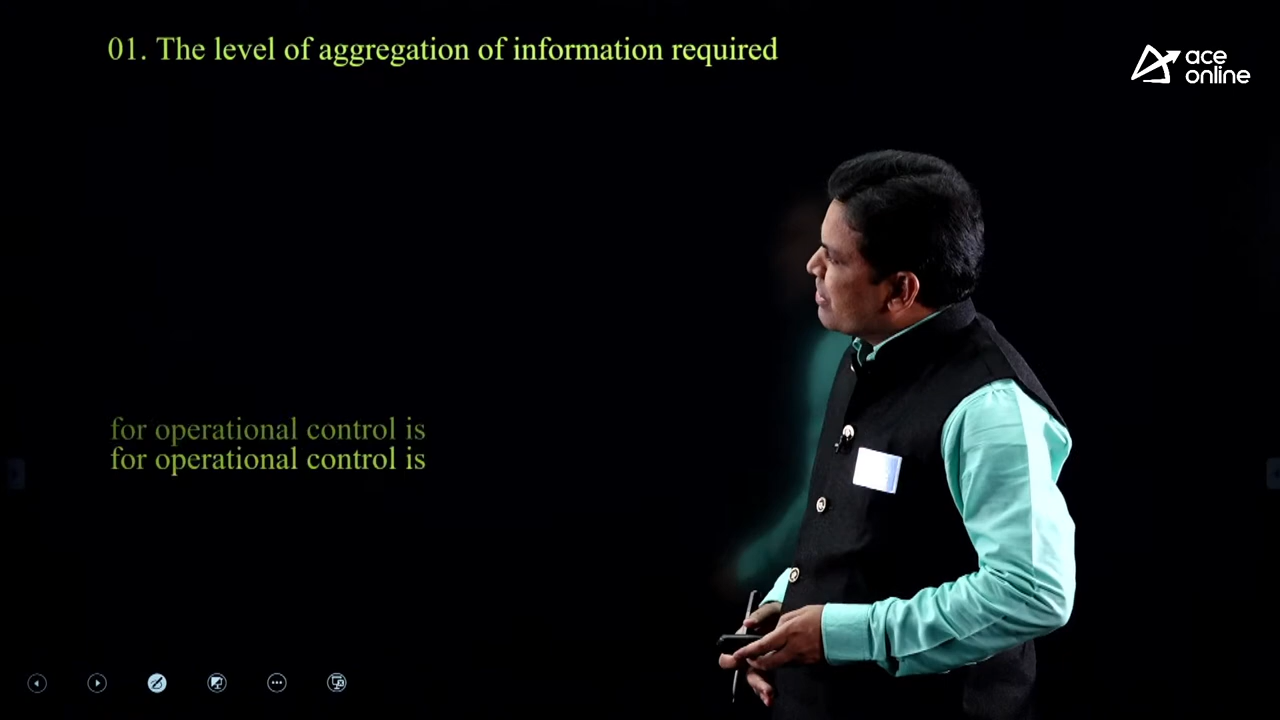 01. The level of aggregation of information required
ace
online
for operational control is
for operational control is